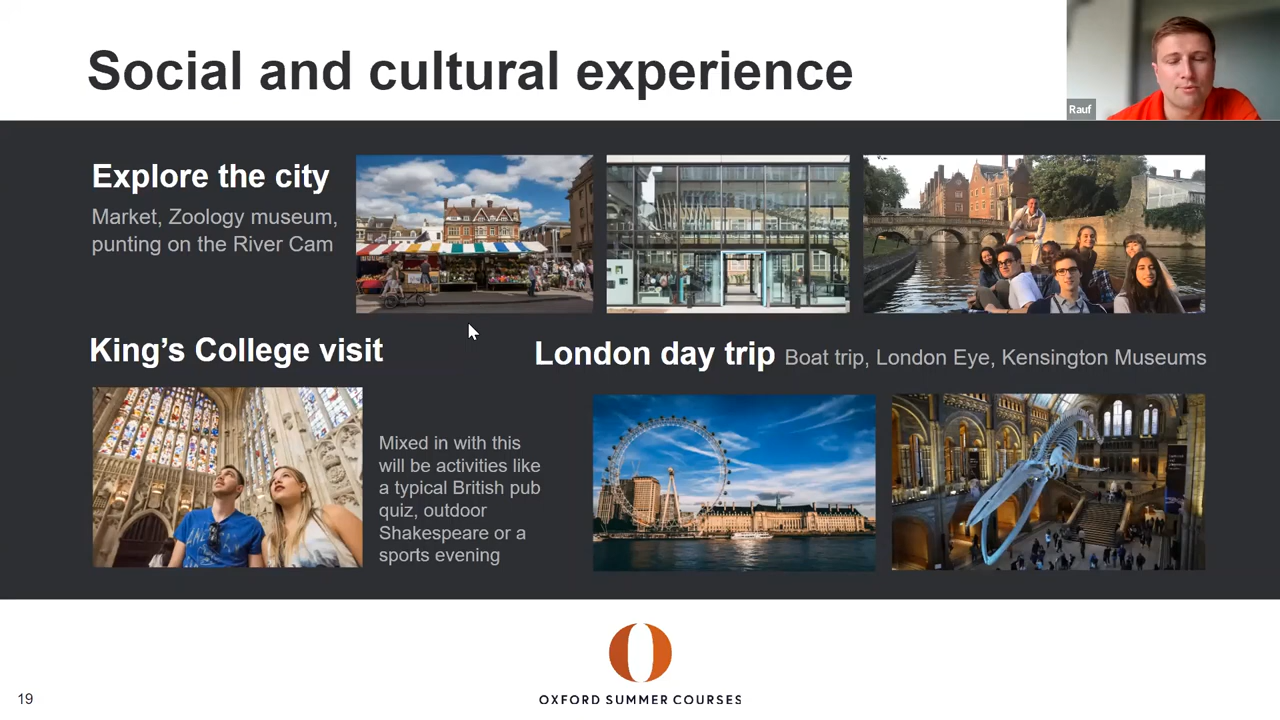 Social and cultural experience
Rauf
Explore the city
Market, Zoology museum,
punting on the River Cam
King’s College visit
London day trip Boat trip, London Eye, Kensington Museums
Mixed in with this
will be activities like
a typical British pub
quiz, outdoor
Shakespeare or a
sports evening
OXFORD SUMMER COURSES
19